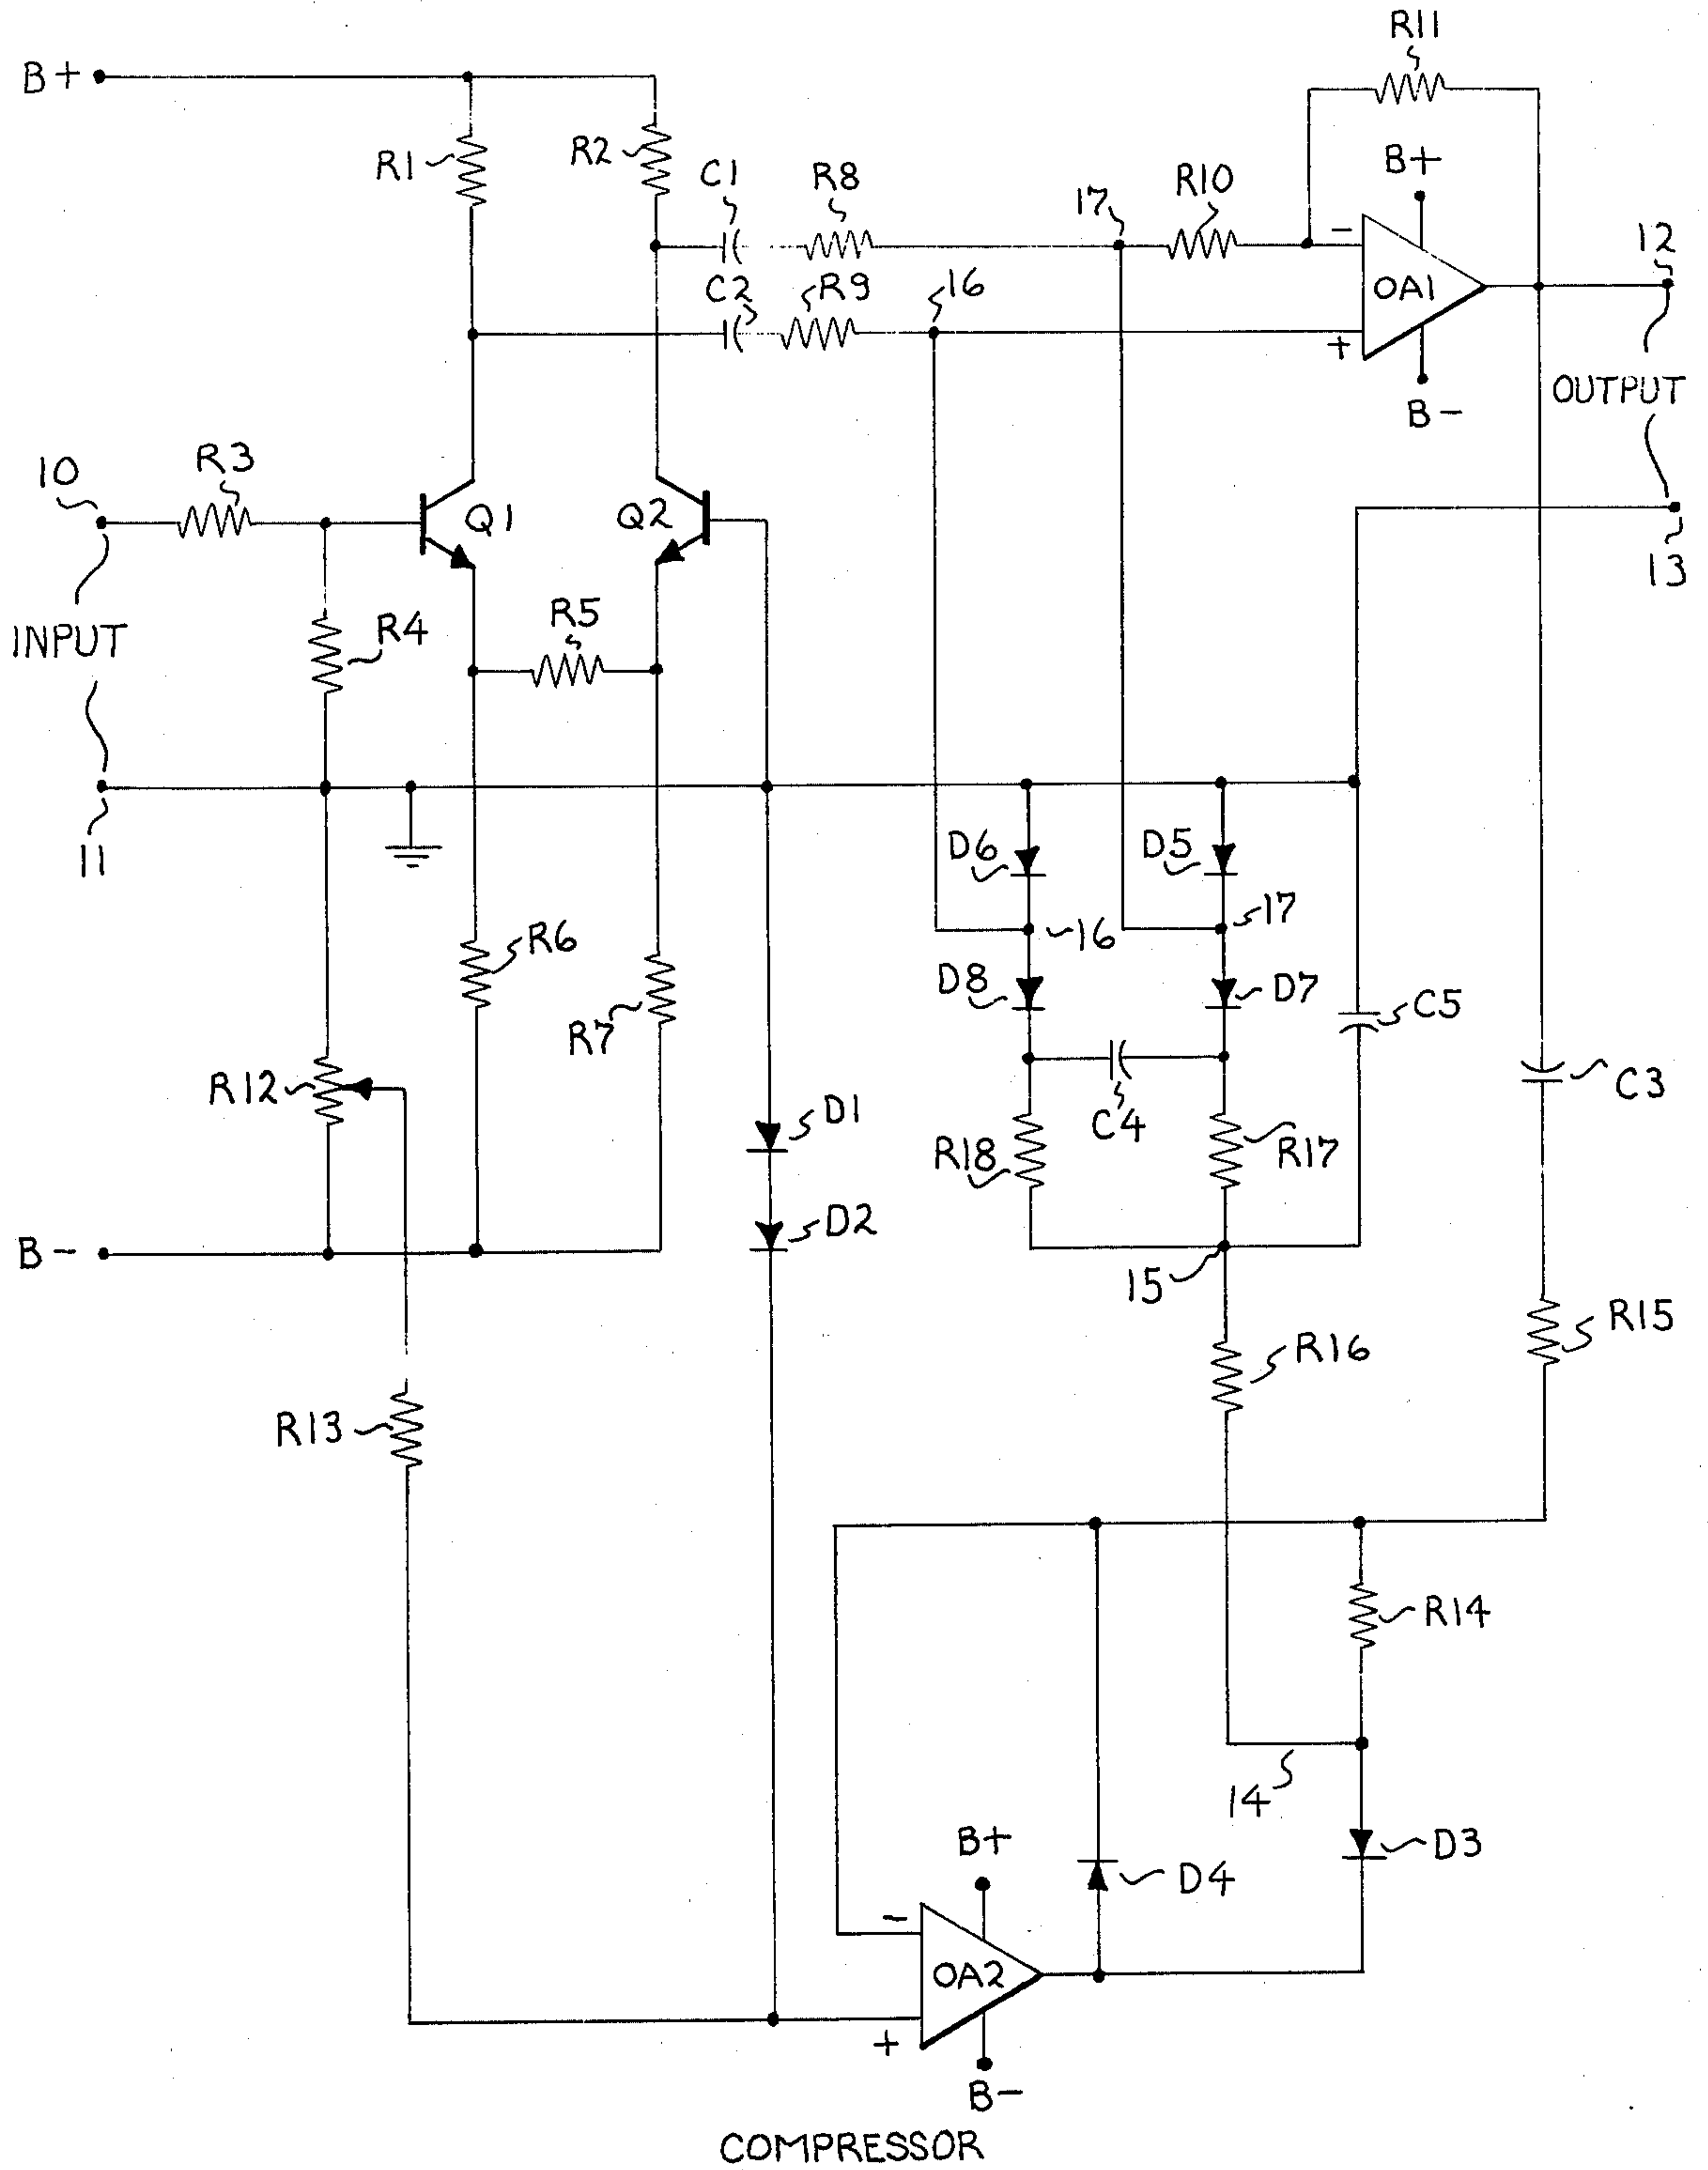 R11
B+
R1
R2
C1
R8
17
R10
B+
-
12
OA1
C2
R9
16
+
B-
OUTPUT
10
R3
Q1
Q2
13
INPUT
R4
R5
11
D6
D5
17
R6
16
D8
D7
C5
R7
R12
C3
D1
C4
R18
R17
B-
D2
15
R15
R16
R13
R14
14
B+
D3
D4
-
OA2
+
B-
COMPRESSOR